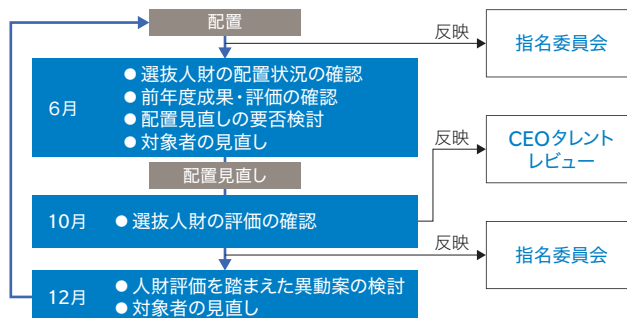 配置
反映
指名委員会
6月
● 選抜人財の配置状況の確認
● 前年度成果・評価の確認
● 配置見直しの要否検討
● 対象者の見直し
反映
CEOタレント
レビュー
配置見直し
10月
● 選抜人財の評価の確認
反映
指名委員会
12月
● 人財評価を踏まえた異動案の検討
● 対象者の見直し